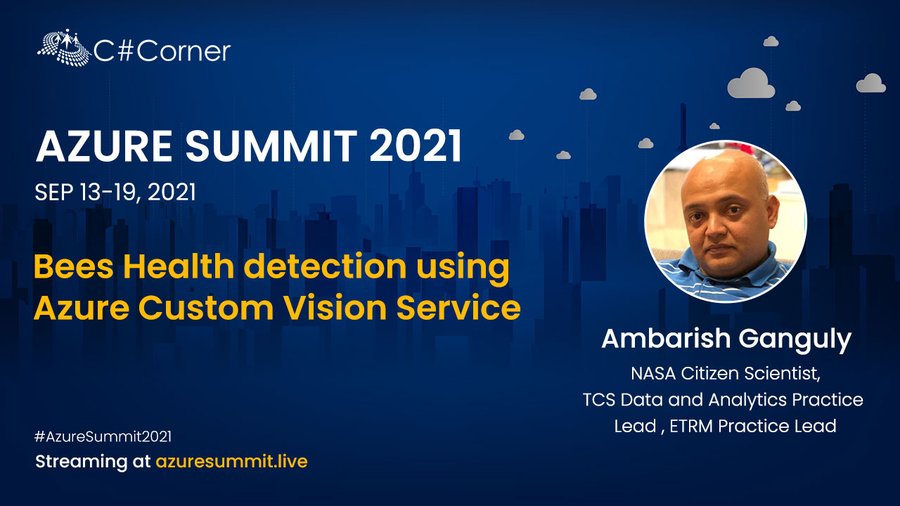 C#Corner
AZURE SUMMIT 2021
SEP 13-19, 2021
Bees Health detection using
Azure Custom Vision Service
Ambarish Ganguly
NASA Citizen Scientist,
TCS Data and Analytics Practice
Lead , ETRM Practice Lead
#AzureSummit2021
Streaming at azuresummit.live